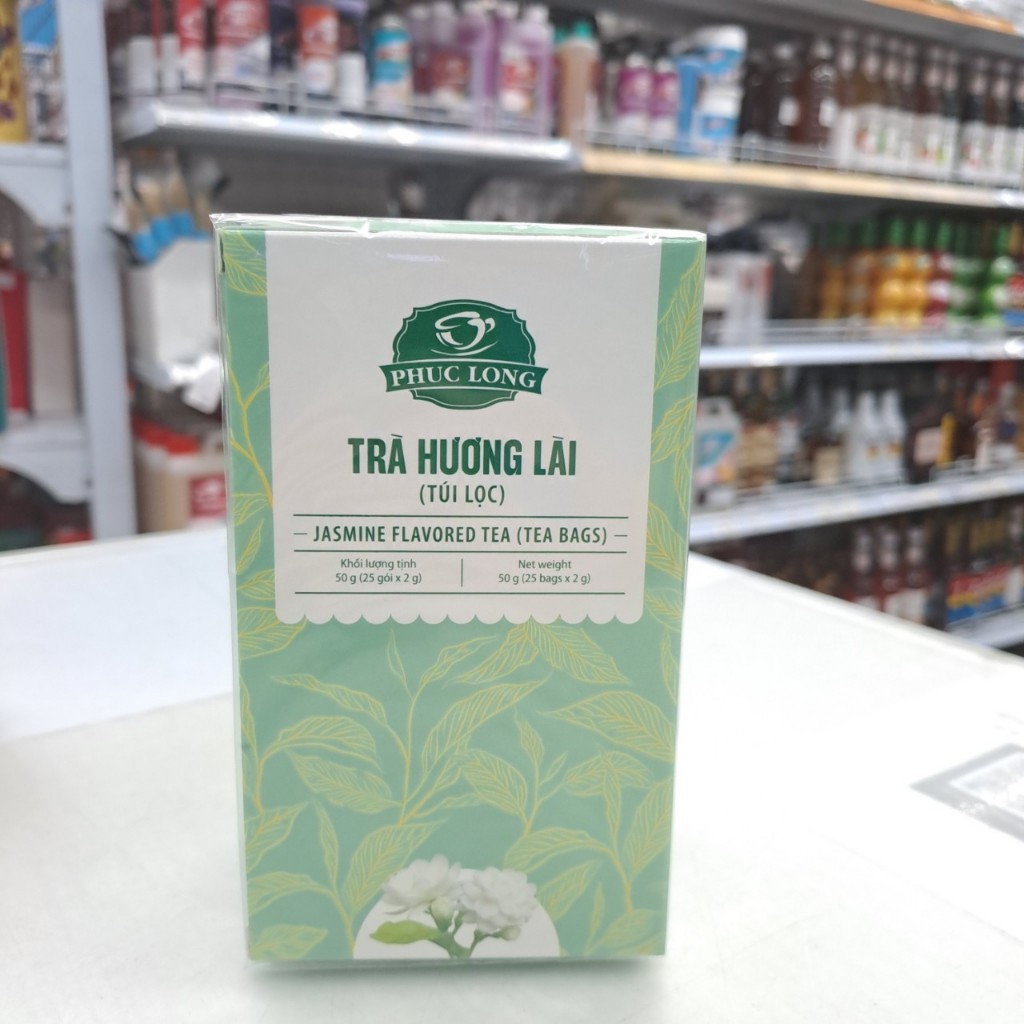 PHUC LONG
TRÀ HƯƠNG LÀI
(TÚI LỌC)
JASMINE FLAVORED TEA (TEA BAGS)
Khối lượng tịnh
50 g (25 gói x 2 g)
Net weight
50 g (25 bags x 2 g)